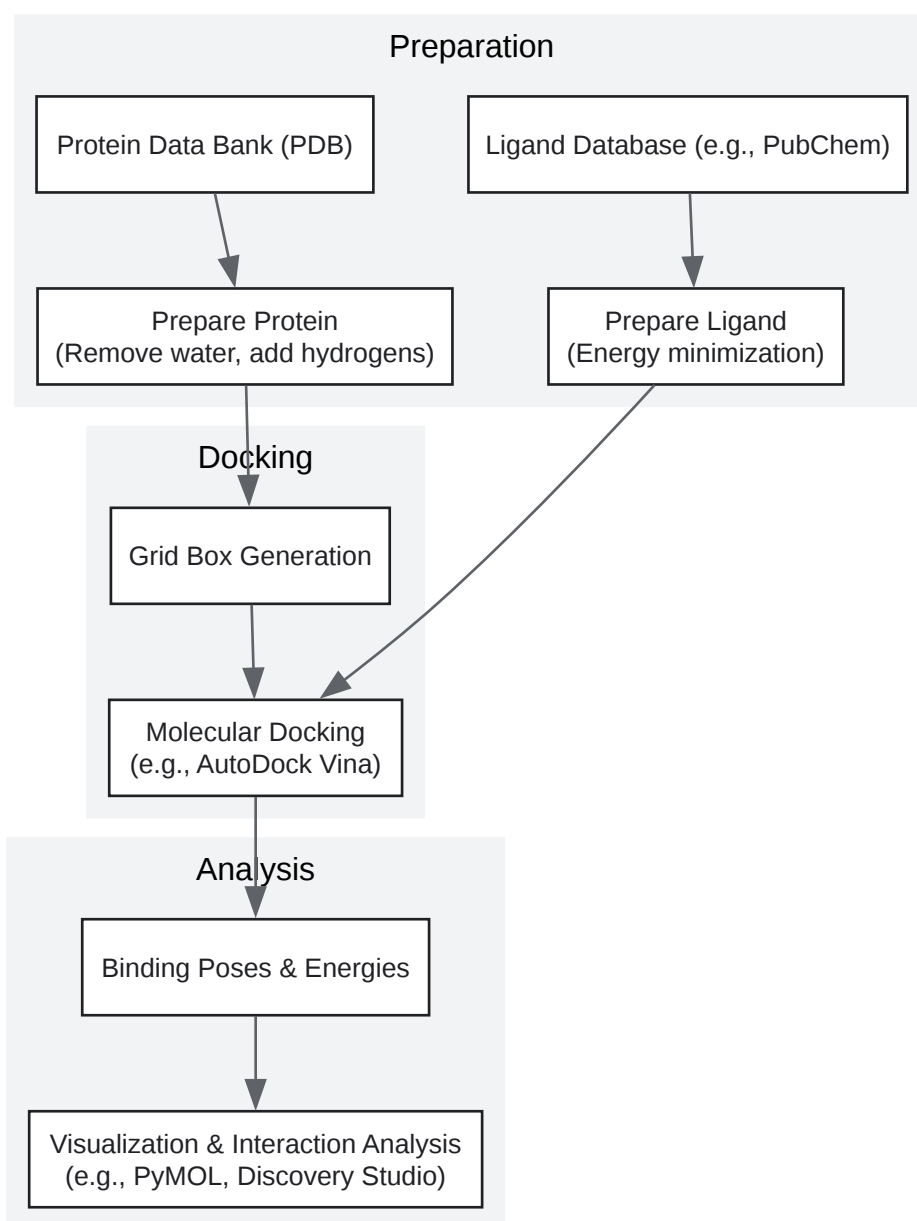 Preparation
Protein Data Bank (PDB)
Ligand Database (e.g., PubChem)
Prepare Protein
(Remove water, add hydrogens)
Prepare Ligand
(Energy minimization)
Docking
Grid Box Generation
Molecular Docking
(e.g., AutoDock Vina)
Analysis
Binding Poses & Energies
Visualization & Interaction Analysis
(e.g., PyMOL, Discovery Studio)